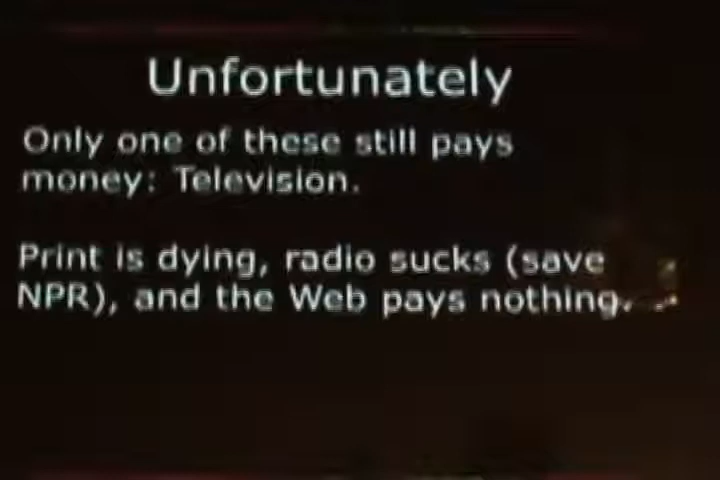 Unfortunately
Only one of these still pays
money: Television.
Print is dying, radio sucks (save
NPR), and the Web pays nothing.